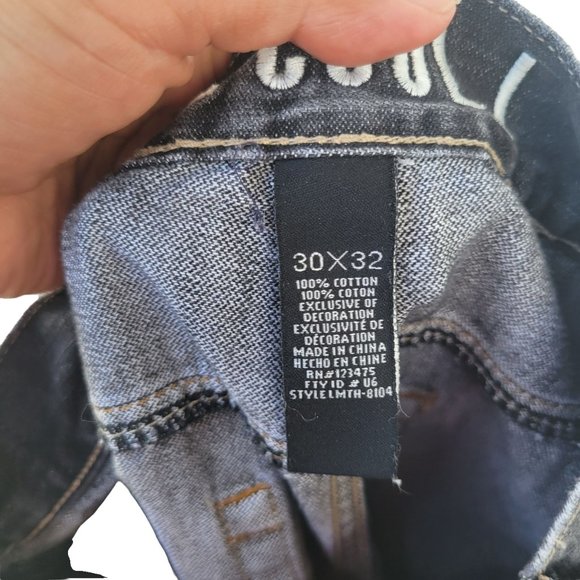 30X32
100% COTTON
100% COTON
EXCLUSIVE OF
DECORATION
EXCLUSIVITÉ DE
DÉCORATION
MADE IN CHINA
HECHO EN CHINE
RN#123475
FTY ID # U6
STYLE LMTH-8104